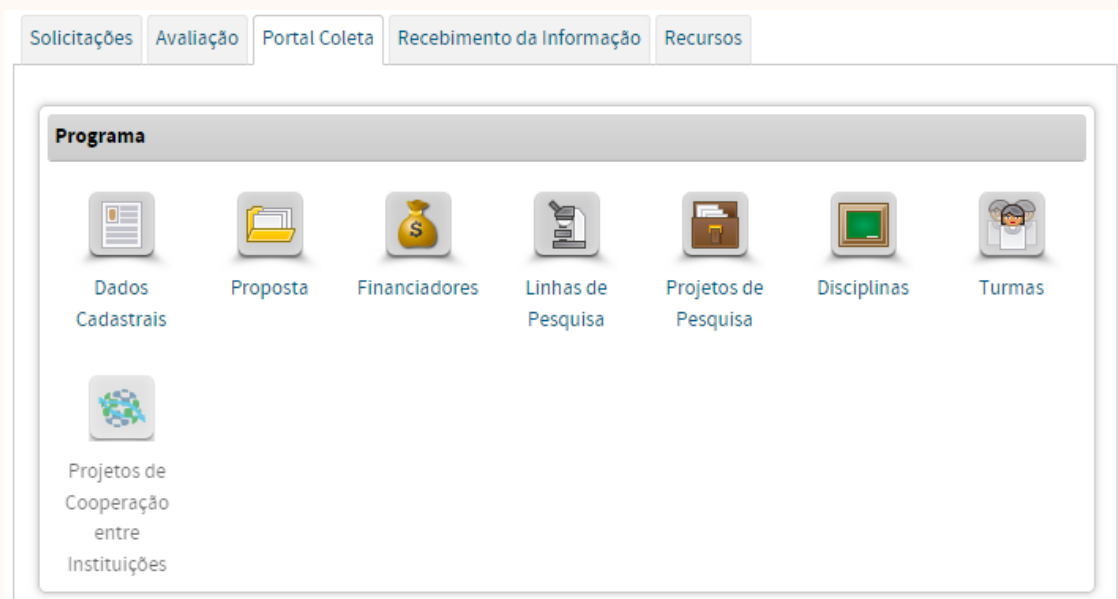 Solicitações Avaliação Portal Coleta Recebimento da Informação Recursos
Programa
$
Dados Cadastrais
Proposta
Financiadores
Linhas de Pesquisa
Projetos de Pesquisa
Disciplinas
Turmas
Projetos de
Cooperação
entre
Instituições